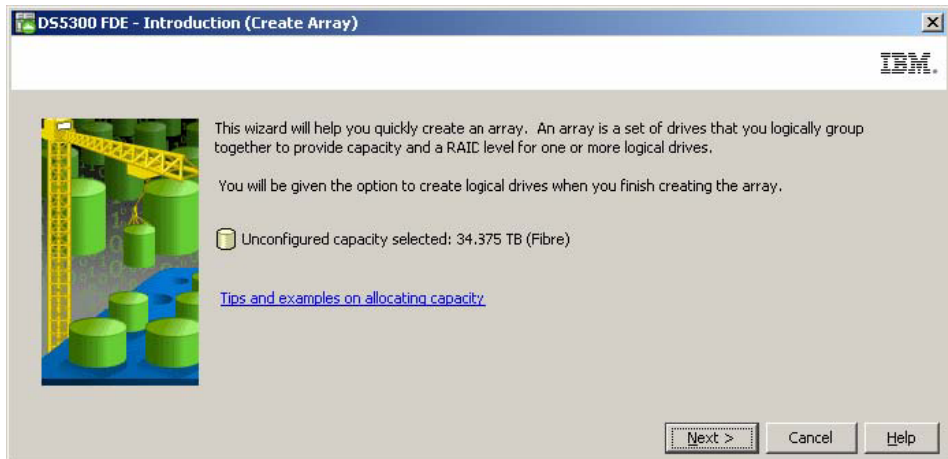 DS5300 FDE - Introduction (Create Array)
IBM.
This wizard will help you quickly create an array. An array is a set of drives that you logically group
together to provide capacity and a RAID level for one or more logical drives.
You will be given the option to create logical drives when you finish creating the array.
Unconfigured capacity selected: 34.375 TB (Fibre)
Tips and examples on allocating capacity
Next >
Cancel
Help